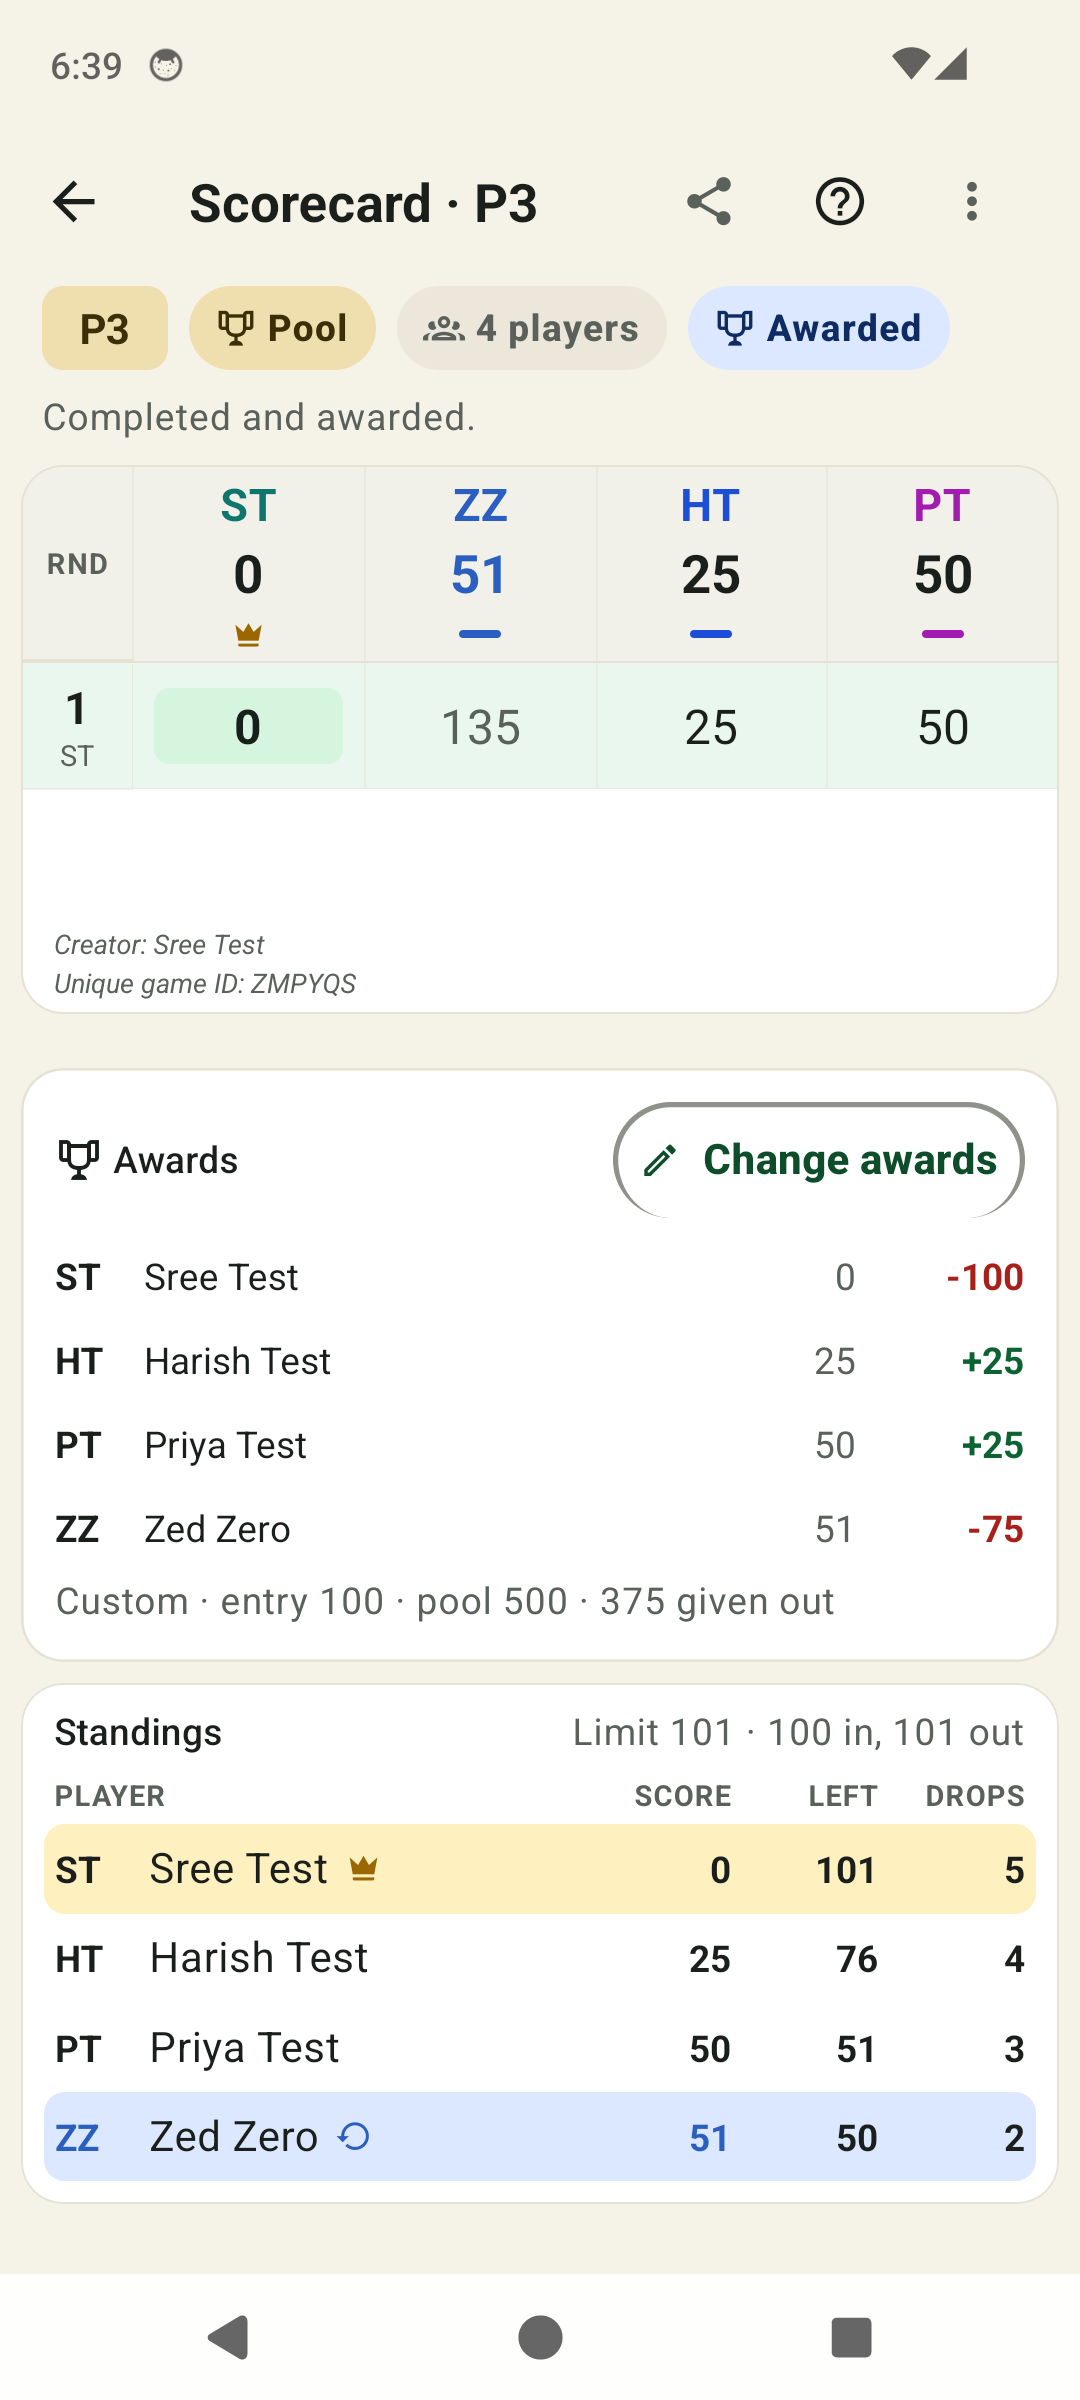 6:39
Scorecard · P3
P3 Pool 4 players Awarded
Completed and awarded.
RND ST ZZ HT PT
0 51 25 50
1 0 135 25 50
ST
Creator: Sree Test
Unique game ID: ZMPYQS
Awards Change awards
ST Sree Test 0 -100
HT Harish Test 25 +25
PT Priya Test 50 +25
ZZ Zed Zero 51 -75
Custom · entry 100 · pool 500 · 375 given out
Standings Limit 101 · 100 in, 101 out
PLAYER SCORE LEFT DROPS
ST Sree Test 0 101 5
HT Harish Test 25 76 4
PT Priya Test 50 51 3
ZZ Zed Zero 51 50 2